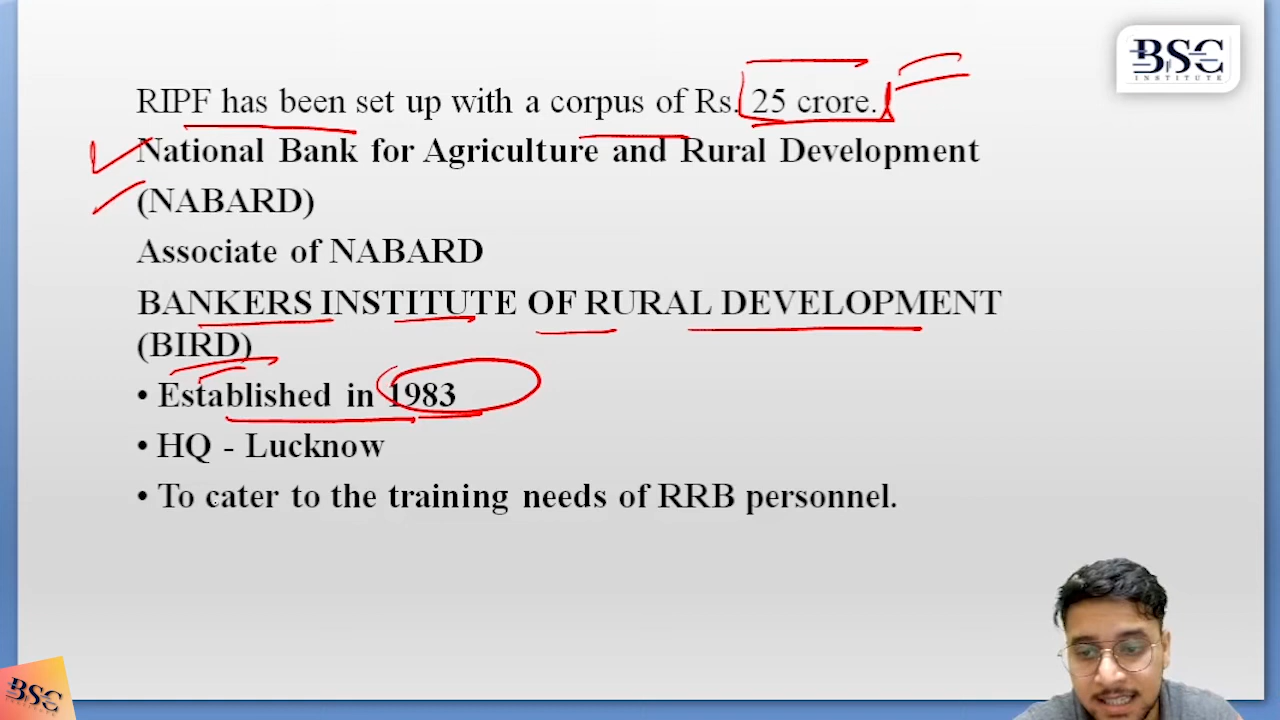 BSC
INSTITUTE
RIPF has been set up with a corpus of Rs. 25 crore.
National Bank for Agriculture and Rural Development
(NABARD)
Associate of NABARD
BANKERS INSTITUTE OF RURAL DEVELOPMENT
(BIRD)
• Established in 1983
• HQ - Lucknow
• To cater to the training needs of RRB personnel.
BSC
INSTITUTE